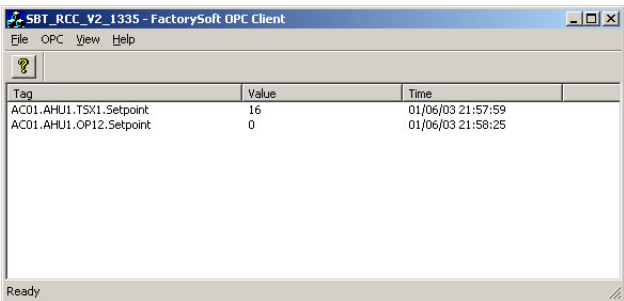 SBT_RCC_V2_1335 - FactorySoft OPC Client
File OPC View Help
Tag Value Time
AC01.AHU1.TSX1.Setpoint 16 01/06/03 21:57:59
AC01.AHU1.OP12.Setpoint 0 01/06/03 21:58:25
Ready